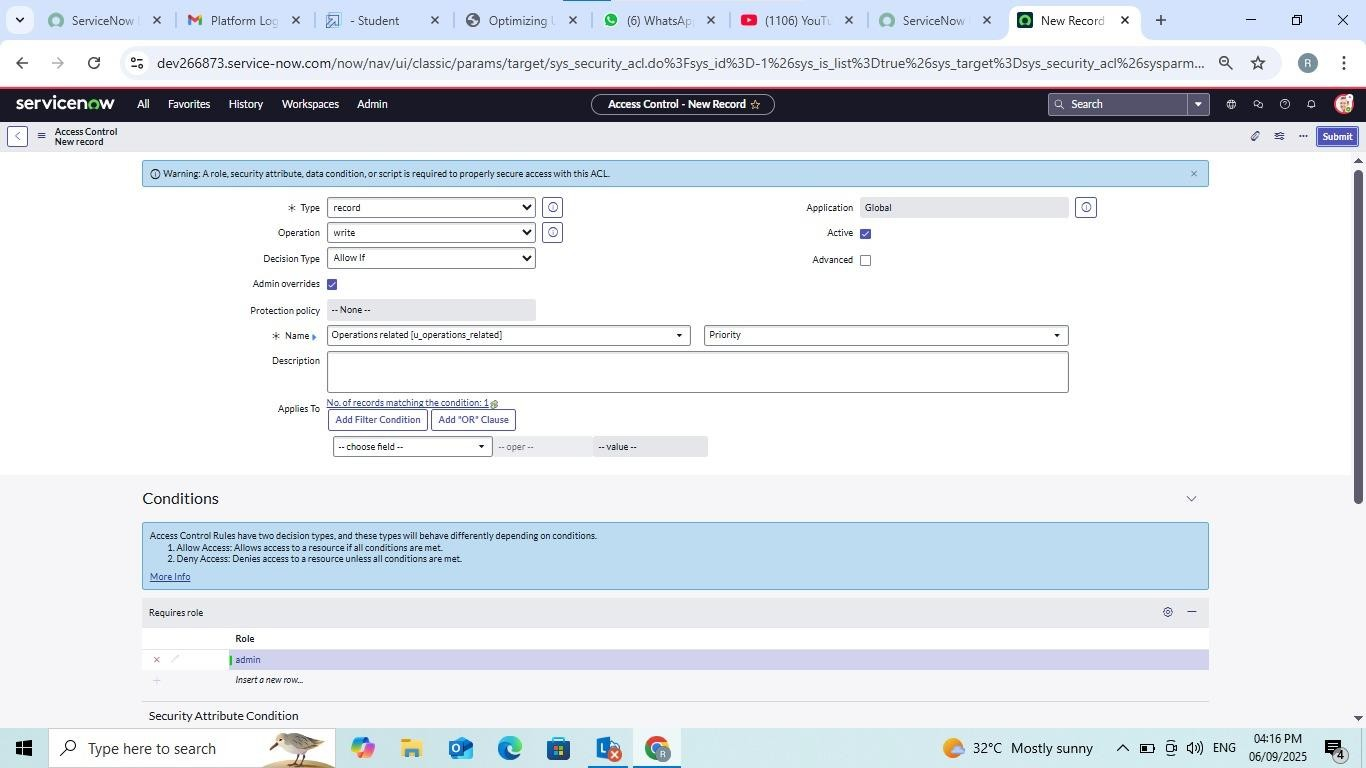 ServiceNow
Platform Log
- Student
Optimizing
(6) WhatsAp
(1106) YouTu
ServiceNow
New Record
dev266873.service-now.com/now/nav/ui/classic/params/target/sys_security_acl.do%3Fsys_id%3D-1%26sys_is_list%3Dtrue%26sys_target%3Dsys_security_acl%26sysparm...
R
servicenow All Favorites History Workspaces Admin
Access Control - New Record
Search
Access Control
New record
Submit
Warning: A role, security attribute, data condition, or script is required to properly secure access with this ACL.
Type record
Application Global
Operation write
Active
Decision Type Allow If
Advanced
Admin overrides
Protection policy -- None --
Name Operations related [u_operations_related] Priority
Description
No. of records matching the condition: 1
Applies To
Add Filter Condition Add "OR" Clause
-- choose field -- -- oper -- -- value --
Conditions
Access Control Rules have two decision types, and these types will behave differently depending on conditions.
1. Allow Access: Allows access to a resource if all conditions are met.
2. Deny Access: Denies access to a resource unless all conditions are met.
More Info
Requires role
Role
admin
Insert a new row...
Security Attribute Condition
Type here to search
32°C Mostly sunny
ENG
04:16 PM
06/09/2025
4